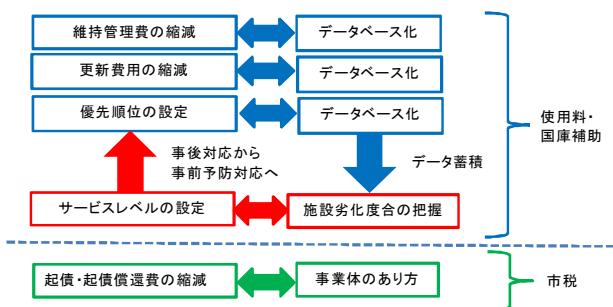 維持管理費の縮減
データベース化
更新費用の縮減
データベース化
優先順位の設定
データベース化
使用料・
国庫補助
事後対応から
事前予防対応へ
データ蓄積
サービスレベルの設定
施設劣化度合の把握
起債・起債償還費の縮減
事業体のあり方
市税